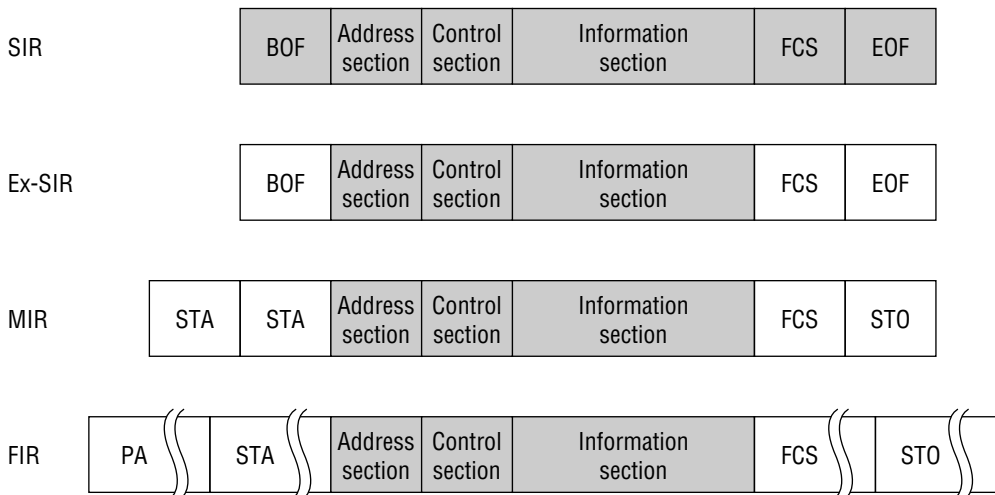 SIR BOF Address section Control section Information section FCS EOF
Ex-SIR BOF Address section Control section Information section FCS EOF
MIR STA STA Address section Control section Information section FCS STO
FIR PA STA Address section Control section Information section FCS STO